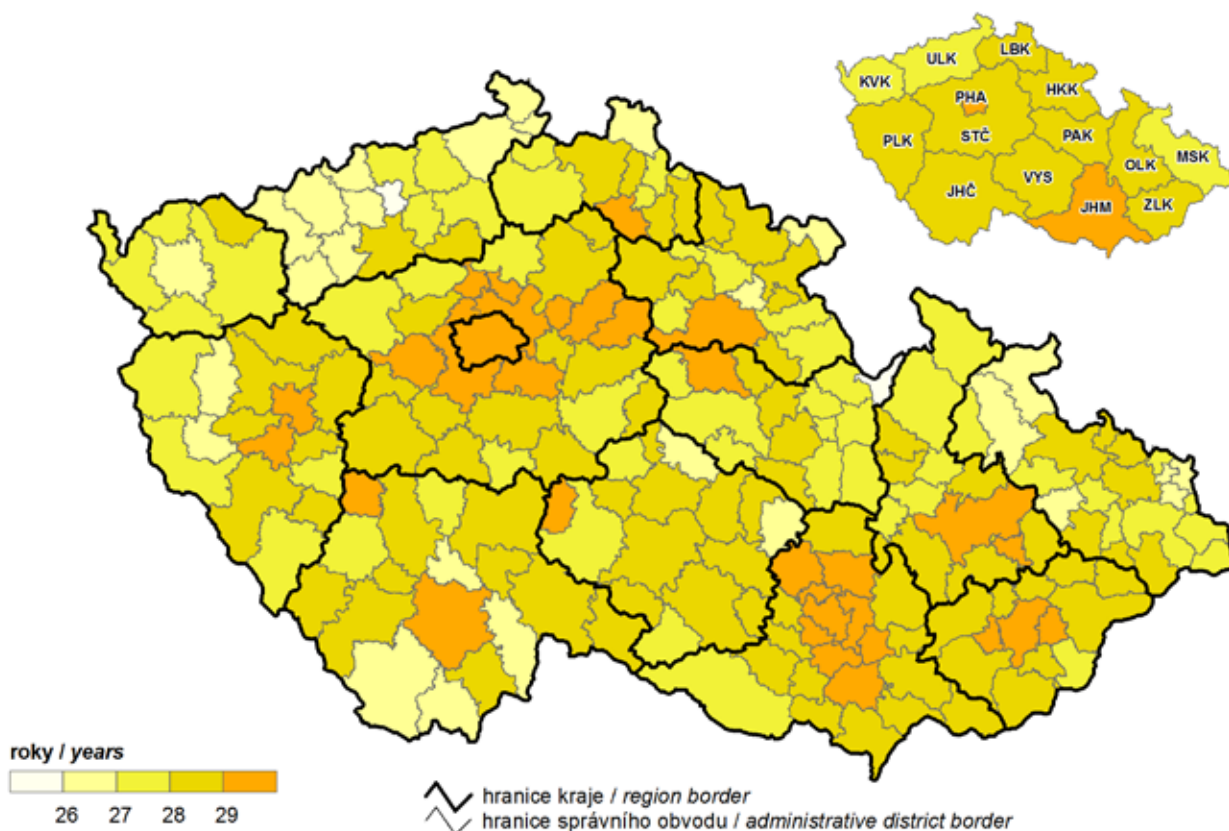 LBK
ULK
KVK
HKK
PHA
PLK
STČ
PAK
MSK
OLK
VYS
JHČ
JHM
ZLK
roky / years
26 27 28 29
hranice kraje / region border
hranice správního obvodu / administrative district border